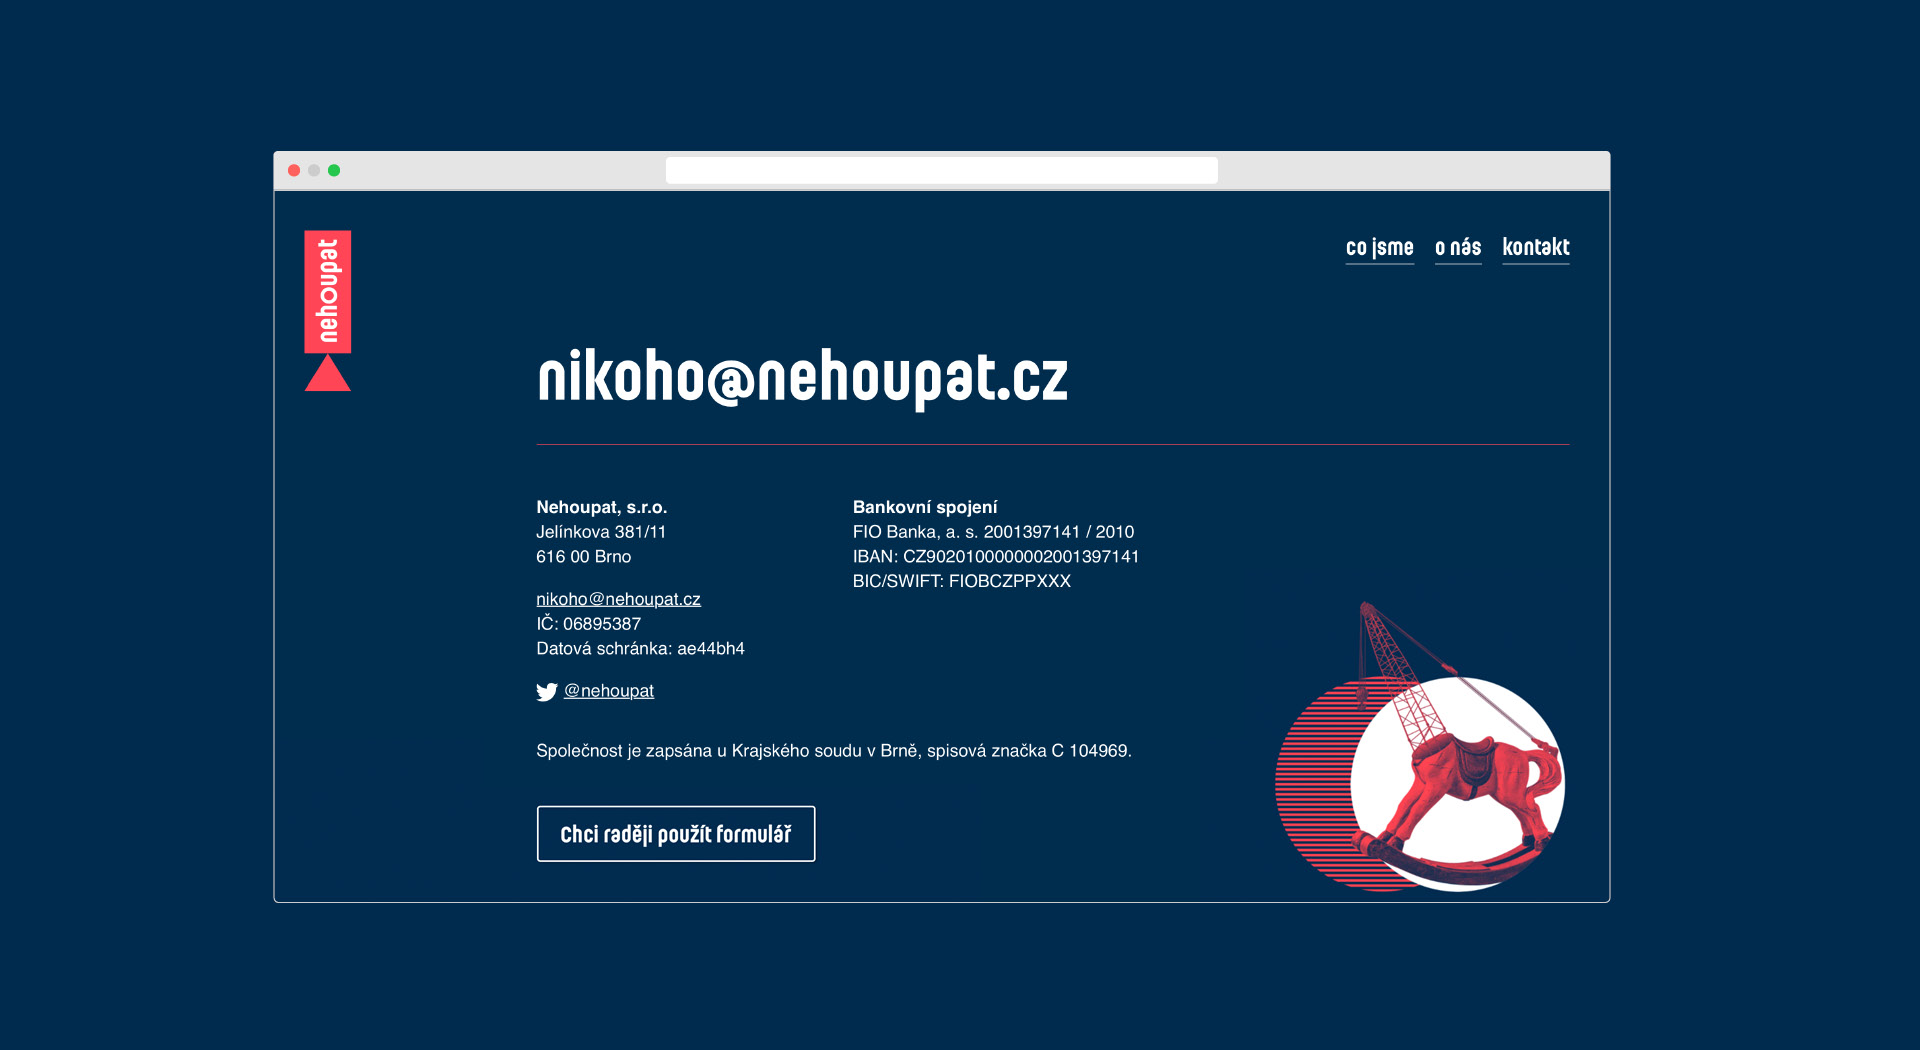 nehoupat
co jsme o nás kontakt
nikoho@nehoupat.cz
Nehoupat, s.r.o.
Jelínkova 381/11
616 00 Brno
nikoho@nehoupat.cz
IČ: 06895387
Datová schránka: ae44bh4
@nehoupat
Bankovní spojení
FIO Banka, a. s. 2001397141 / 2010
IBAN: CZ9020100000002001397141
BIC/SWIFT: FIOBCZPPXXX
Společnost je zapsána u Krajského soudu v Brně, spisová značka C 104969.
Chci raději použít formulář